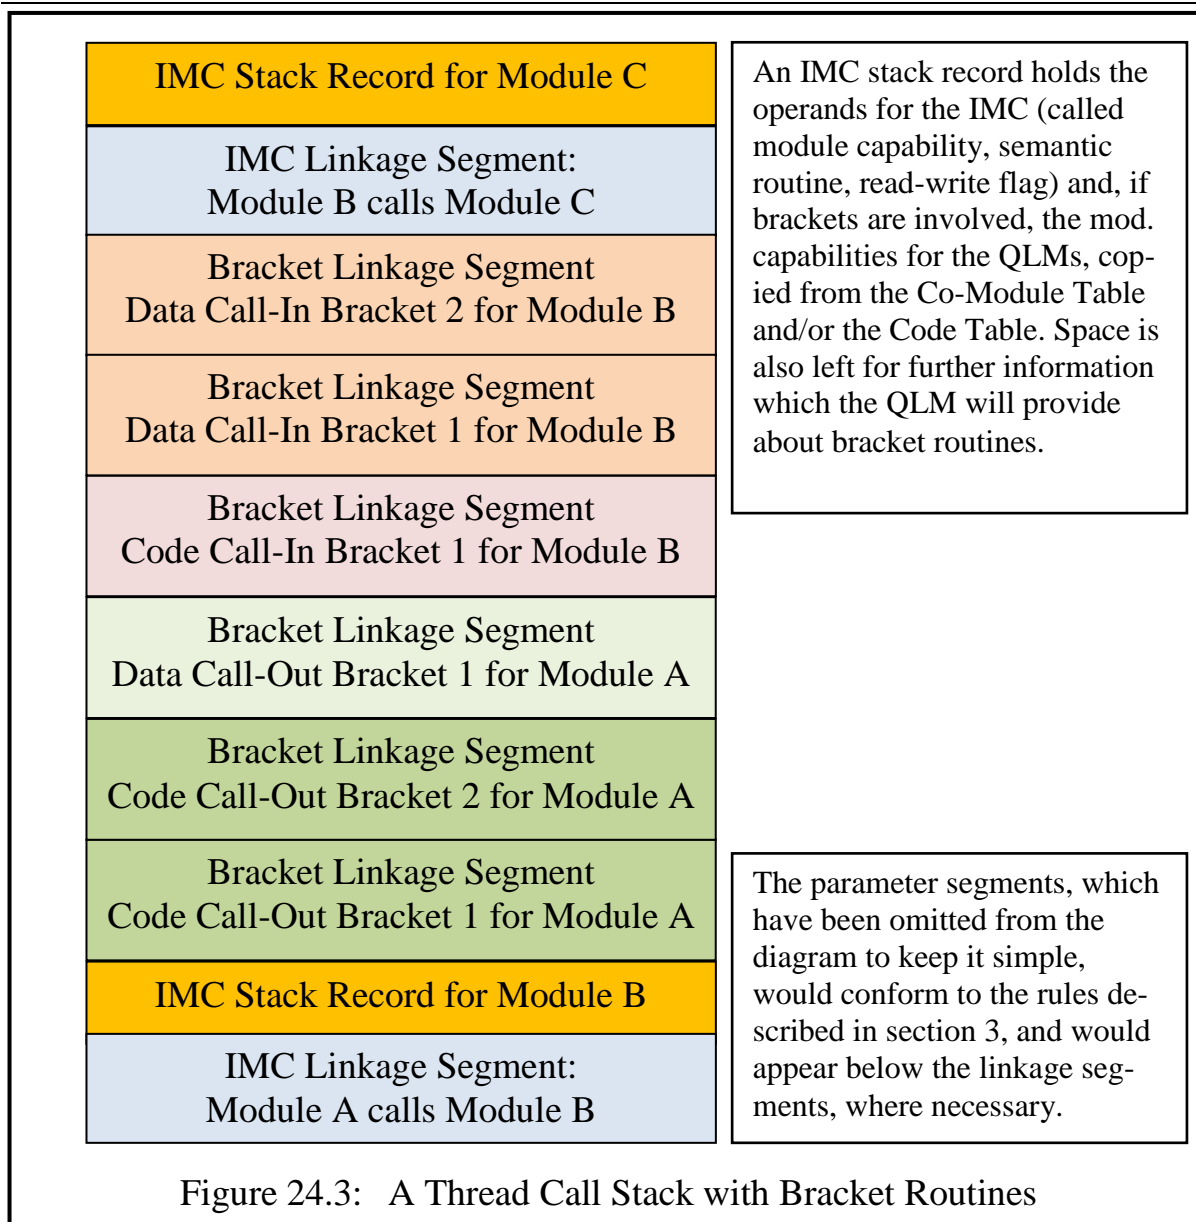 IMC Stack Record for Module C
IMC Linkage Segment:
Module B calls Module C
Bracket Linkage Segment
Data Call-In Bracket 2 for Module B
Bracket Linkage Segment
Data Call-In Bracket 1 for Module B
Bracket Linkage Segment
Code Call-In Bracket 1 for Module B
Bracket Linkage Segment
Data Call-Out Bracket 1 for Module A
Bracket Linkage Segment
Code Call-Out Bracket 2 for Module A
Bracket Linkage Segment
Code Call-Out Bracket 1 for Module A
IMC Stack Record for Module B
IMC Linkage Segment:
Module A calls Module B
An IMC stack record holds the
operands for the IMC (called
module capability, semantic
routine, read-write flag) and, if
brackets are involved, the mod.
capabilities for the QLMs, cop-
ied from the Co-Module Table
and/or the Code Table. Space is
also left for further information
which the QLM will provide
about bracket routines.
The parameter segments, which
have been omitted from the
diagram to keep it simple,
would conform to the rules de-
scribed in section 3, and would
appear below the linkage seg-
ments, where necessary.
Figure 24.3: A Thread Call Stack with Bracket Routines